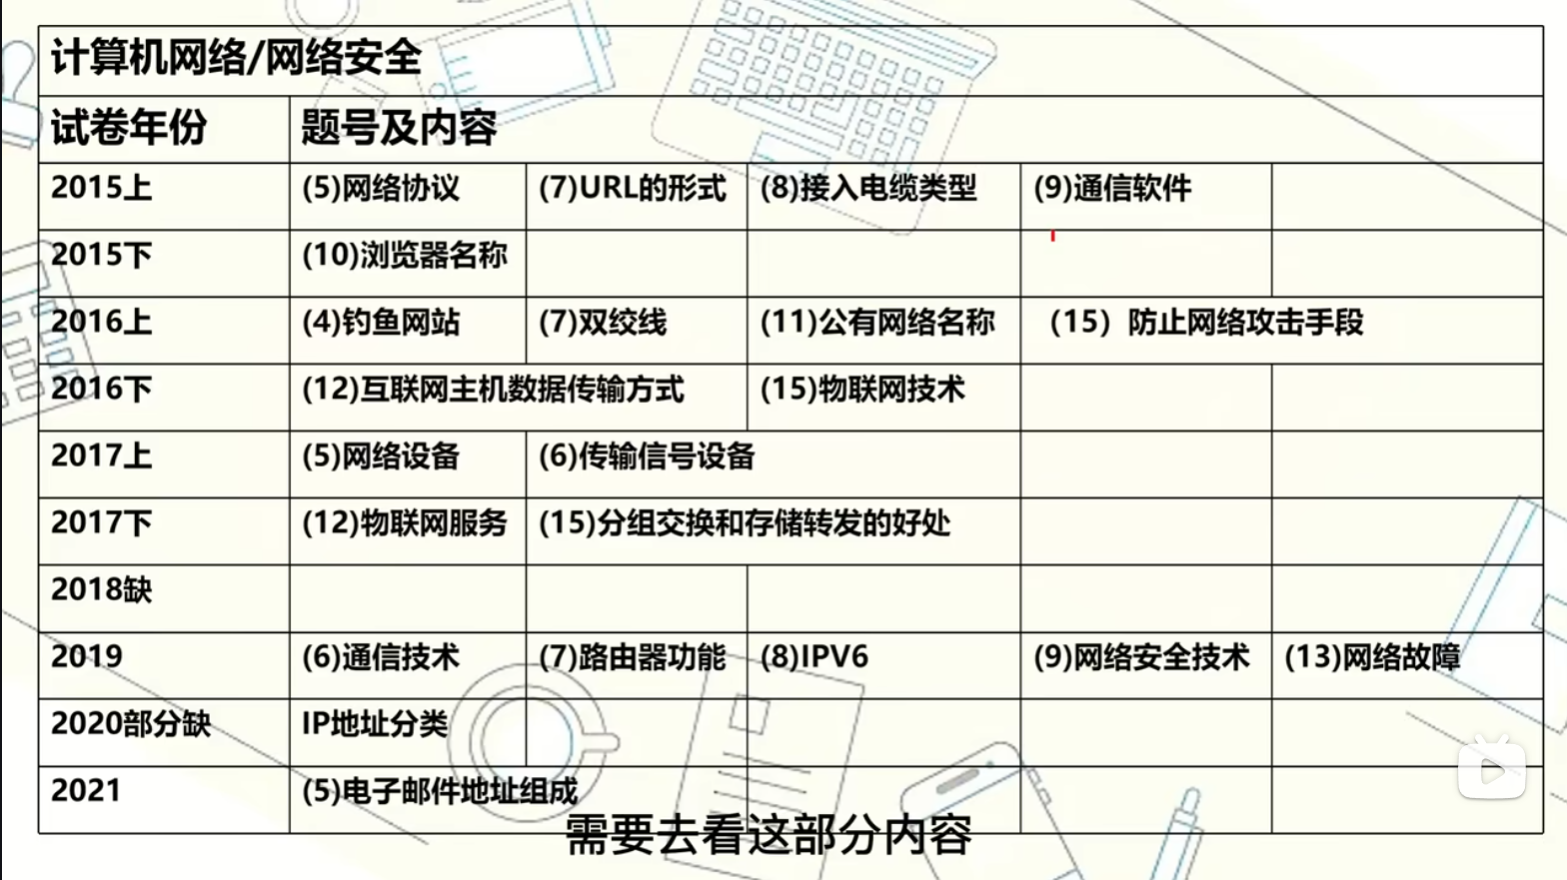 计算机网络/网络安全
试卷年份 题号及内容
2015上 (5)网络协议 (7)URL的形式 (8)接入电缆类型 (9)通信软件
2015下 (10)浏览器名称
2016上 (4)钓鱼网站 (7)双绞线 (11)公有网络名称 （15）防止网络攻击手段
2016下 (12)互联网主机数据传输方式 (15)物联网技术
2017上 (5)网络设备 (6)传输信号设备
2017下 (12)物联网服务 (15)分组交换和存储转发的好处
2018缺
2019 (6)通信技术 (7)路由器功能 (8)IPV6 (9)网络安全技术 (13)网络故障
2020部分缺 IP地址分类
2021 (5)电子邮件地址组成
需要去看这部分内容